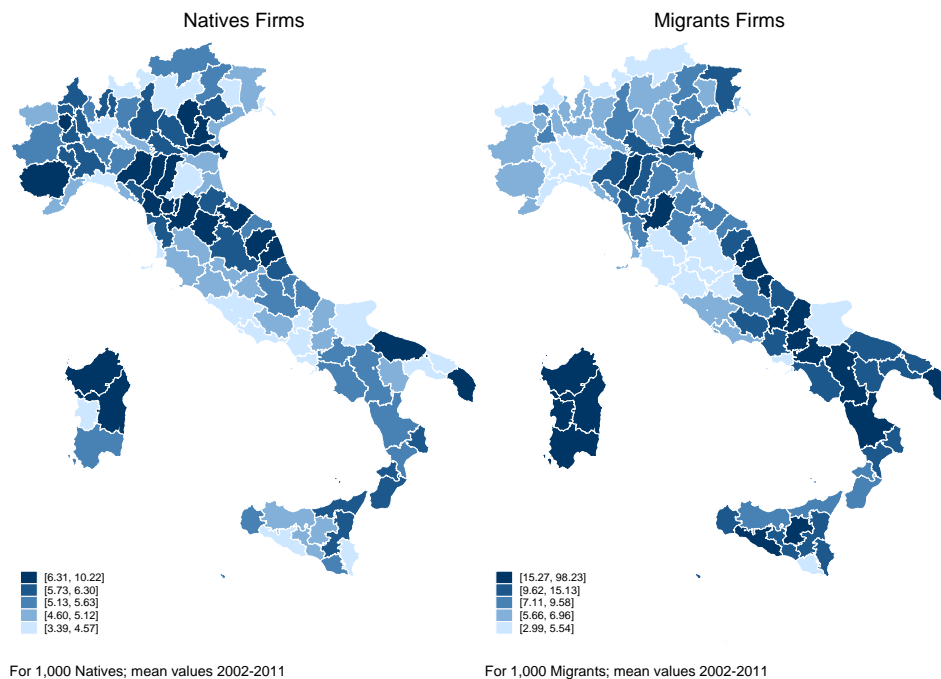 Natives Firms
Migrants Firms
[6.31, 10.22]
[5.73, 6.30]
[5.13, 5.63]
[4.60, 5.12]
[3.39, 4.57]
[15.27, 98.23]
[9.62, 15.13]
[7.11, 9.58]
[5.66, 6.96]
[2.99, 5.54]
For 1,000 Natives; mean values 2002-2011
For 1,000 Migrants; mean values 2002-2011